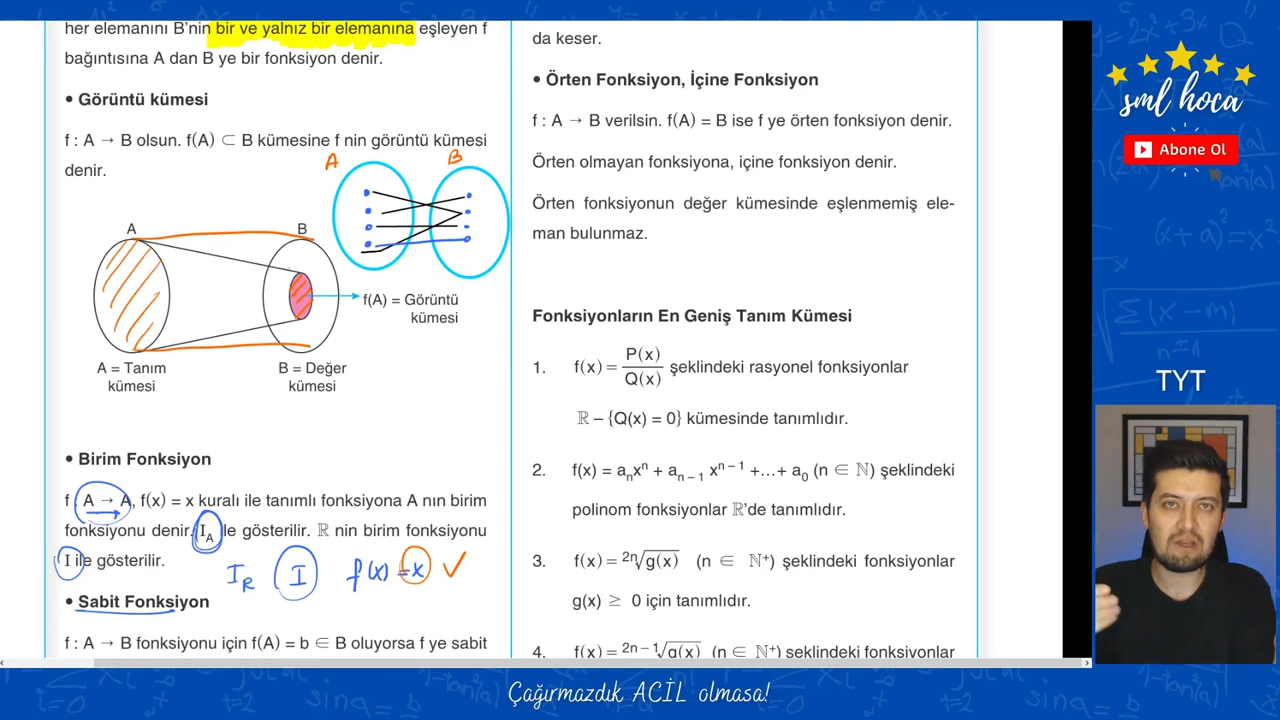 her elemanını B’nin bir ve yalnız bir elemanına eşleyen f
bağıntısına A dan B ye bir fonksiyon denir.
• Görüntü kümesi
f : A → B olsun. f(A) ⊂ B kümesine f nin görüntü kümesi
denir.
A
B
A
B
f(A) = Görüntü
kümesi
A = Tanım
kümesi
B = Değer
kümesi
• Birim Fonksiyon
f : A → A, f(x) = x kuralı ile tanımlı fonksiyona A nın birim
fonksiyonu denir. I_A ile gösterilir. ℝ nin birim fonksiyonu
I ile gösterilir.
I_R I f(x) = x ✓
• Sabit Fonksiyon
f : A → B fonksiyonu için f(A) = b ∈ B oluyorsa f ye sabit
da keser.
• Örten Fonksiyon, İçine Fonksiyon
f : A → B verilsin. f(A) = B ise f ye örten fonksiyon denir.
Örten olmayan fonksiyona, içine fonksiyon denir.
Örten fonksiyonun değer kümesinde eşlenmemiş ele-
man bulunmaz.
Fonksiyonların En Geniş Tanım Kümesi
1. f(x) = P(x)/Q(x) şeklindeki rasyonel fonksiyonlar
ℝ – {Q(x) = 0} kümesinde tanımlıdır.
2. f(x) = aₙxⁿ + aₙ₋₁ xⁿ⁻¹ +...+ a₀ (n ∈ ℕ) şeklindeki
polinom fonksiyonlar ℝ’de tanımlıdır.
3. f(x) = ²ⁿ√g(x) (n ∈ ℕ⁺) şeklindeki fonksiyonlar
g(x) ≥ 0 için tanımlıdır.
4. f(x) = ²ⁿ⁻¹√g(x) (n ∈ ℕ⁺) şeklindeki fonksiyonlar
sml hoca
Abone Ol
TYT
Çağırmazdık ACİL olmasa!